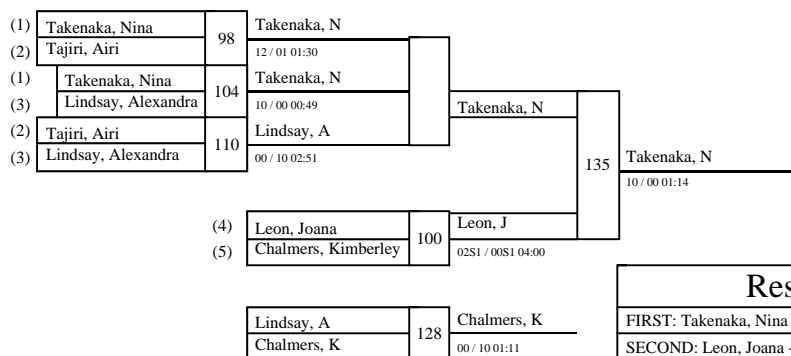 (1) Takenaka, Nina 98 Takenaka, N
(2) Tajiri, Airi 12 / 01 01:30
(1) Takenaka, Nina 104 Takenaka, N
(3) Lindsay, Alexandra 10 / 00 00:49 Takenaka, N
(2) Tajiri, Airi 110 Lindsay, A
(3) Lindsay, Alexandra 00 / 10 02:51 135 Takenaka, N
10 / 00 01:14
(4) Leon, Joana 100 Leon, J
(5) Chalmers, Kimberley 02S1 / 00S1 04:00
Res
Lindsay, A 128 Chalmers, K FIRST: Takenaka, Nina
Chalmers, K 00 / 10 01:11 SECOND: Leon, Joana -